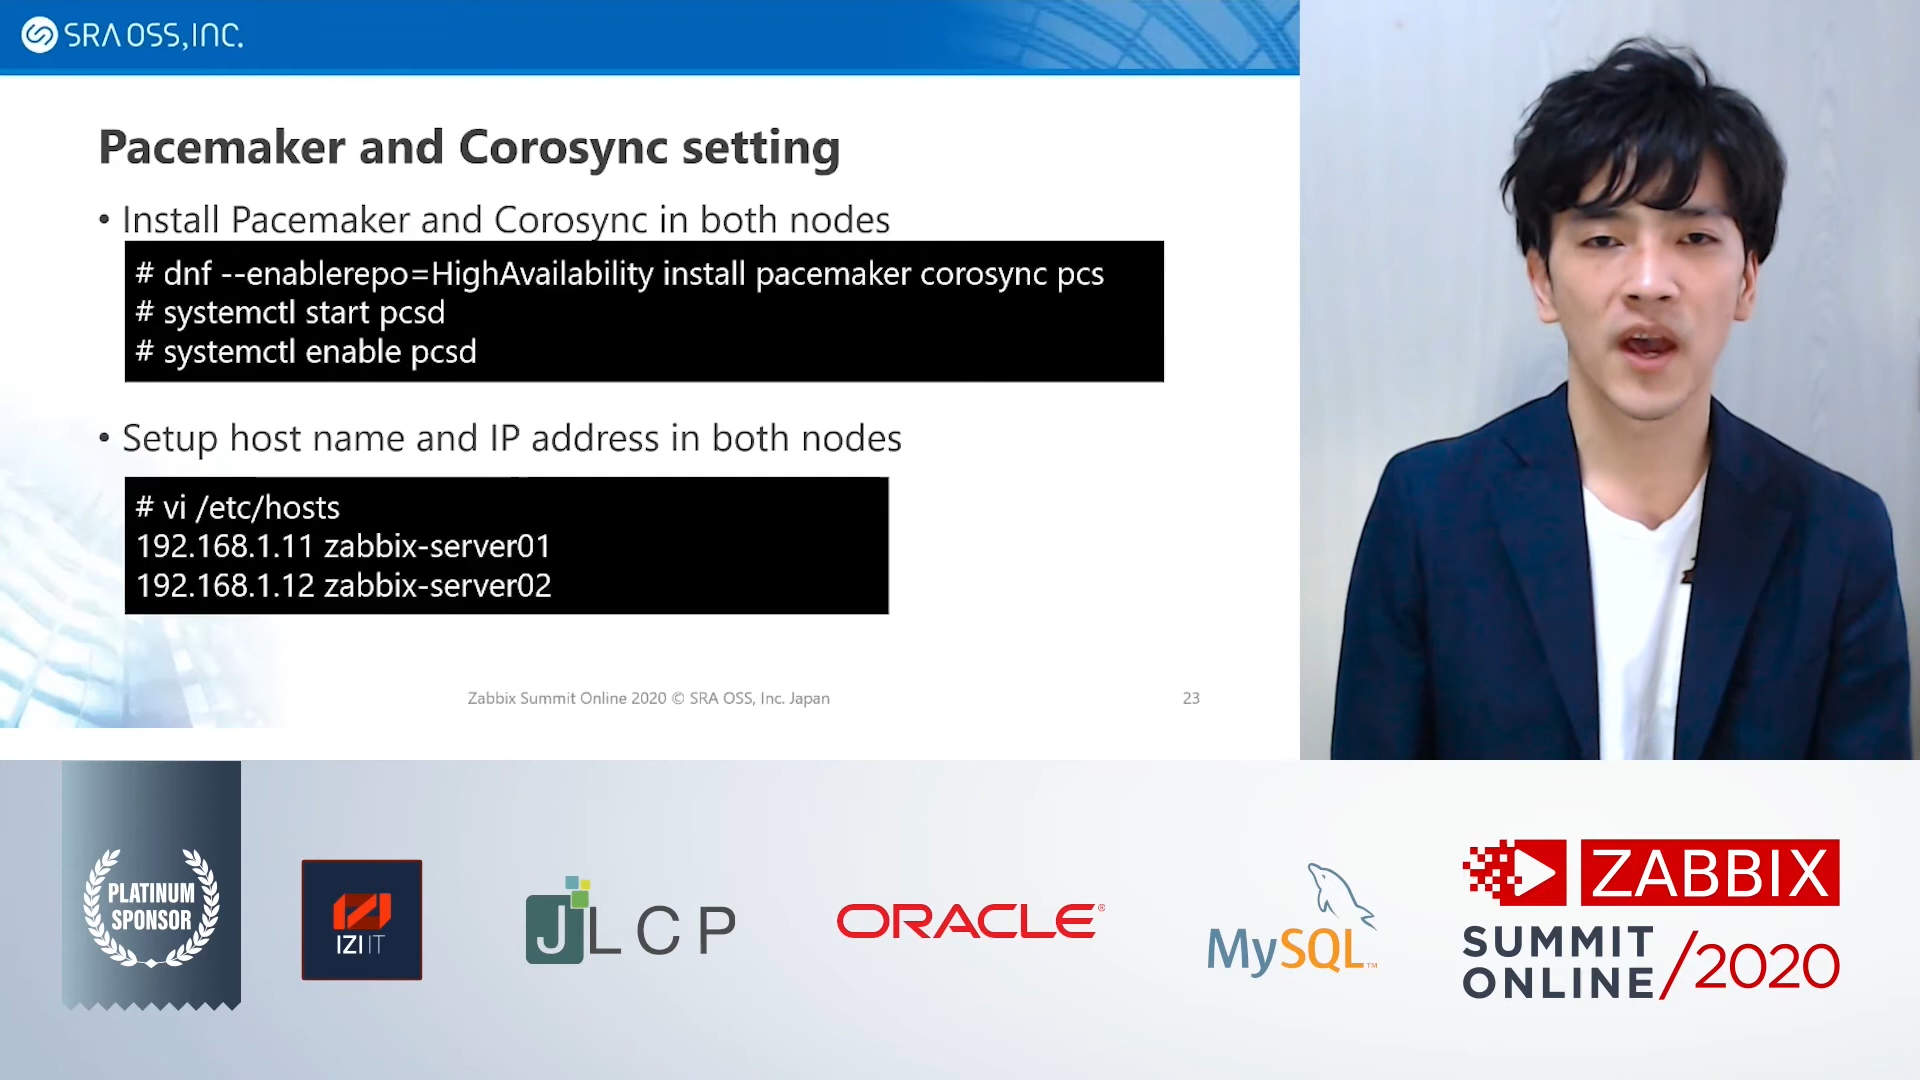 SRA OSS, INC.
Pacemaker and Corosync setting
• Install Pacemaker and Corosync in both nodes
# dnf --enablerepo=HighAvailability install pacemaker corosync pcs
# systemctl start pcsd
# systemctl enable pcsd
• Setup host name and IP address in both nodes
# vi /etc/hosts
192.168.1.11 zabbix-server01
192.168.1.12 zabbix-server02
Zabbix Summit Online 2020 © SRA OSS, Inc. Japan
23
PLATINUM
SPONSOR
IZI IT
JLCP
ORACLE®
MySQL™
ZABBIX
SUMMIT
ONLINE/2020